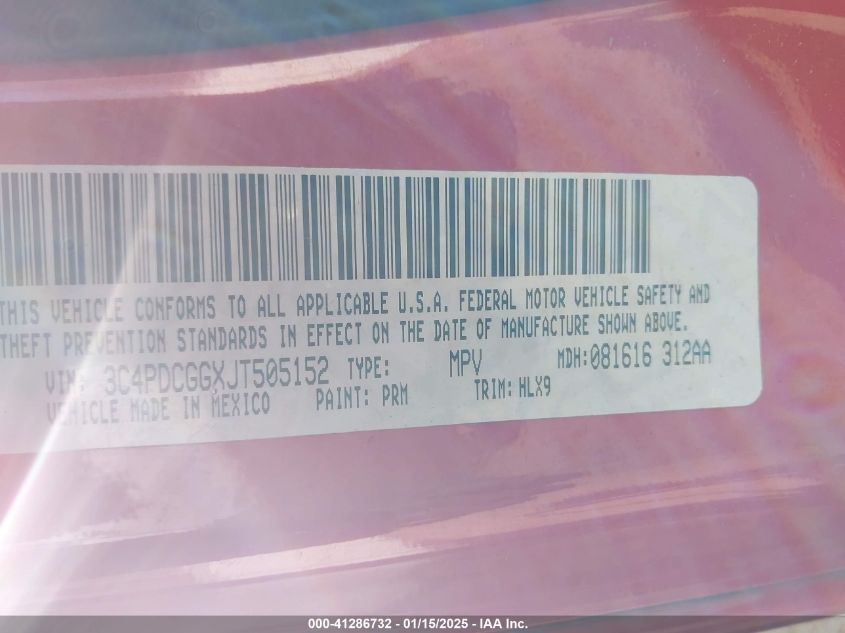 THIS VEHICLE CONFORMS TO ALL APPLICABLE U.S.A. FEDERAL MOTOR VEHICLE SAFETY AND
THEFT PREVENTION STANDARDS IN EFFECT ON THE DATE OF MANUFACTURE SHOWN ABOVE.
VIN: 3C4PDCGGXJT505152 TYPE: MPV MDH:081616 312AA
VEHICLE MADE IN MEXICO PAINT: PRM TRIM: HLX9
000-41286732 - 01/15/2025 - IAA Inc.